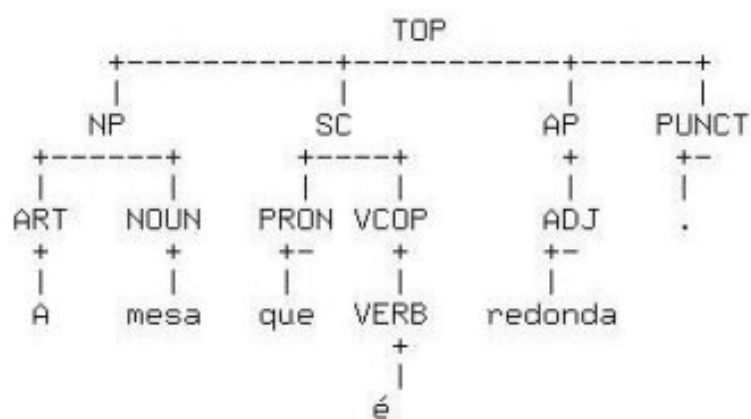 TOP
NP SC AP PUNCT
ART NOUN PRON VCOP ADJ .
A mesa que VERB redonda
é